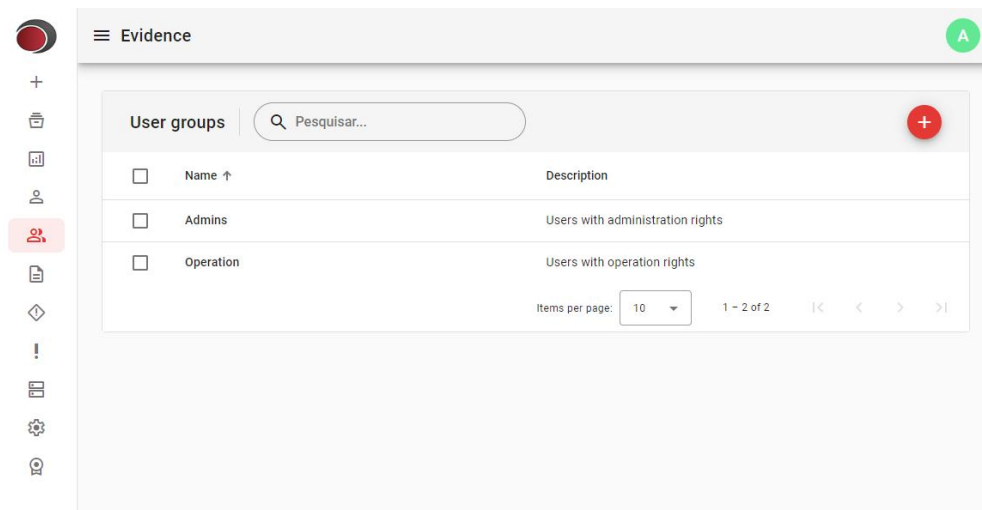 Evidence
A
User groups
Pesquisar...
Name ↑
Description
Admins
Users with administration rights
Operation
Users with operation rights
Items per page: 10 1 – 2 of 2